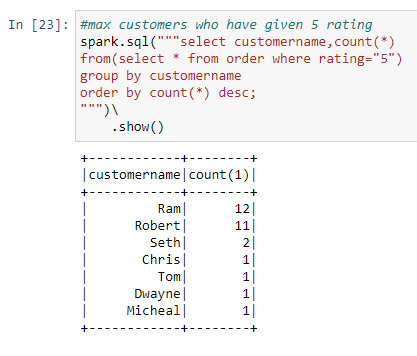 In [23]: #max customers who have given 5 rating
spark.sql("""select customername,count(*)
from(select * from order where rating="5")
group by customername
order by count(*) desc;
""")\
    .show()
+------------+--------+
|customername|count(1)|
+------------+--------+
|         Ram|      12|
|      Robert|      11|
|        Seth|       2|
|       Chris|       1|
|         Tom|       1|
|      Dwayne|       1|
|     Micheal|       1|
+------------+--------+